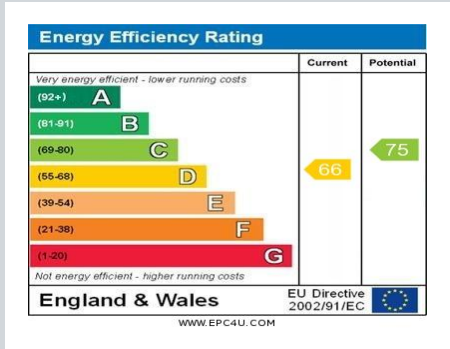 Energy Efficiency Rating
Current Potential
Very energy efficient - lower running costs
(92+) A
(81-91) B
(69-80) C
(55-68) D
(39-54) E
(21-38) F
(1-20) G
66
75
Not energy efficient - higher running costs
England & Wales
EU Directive
2002/91/EC
WWW.EPC4U.COM